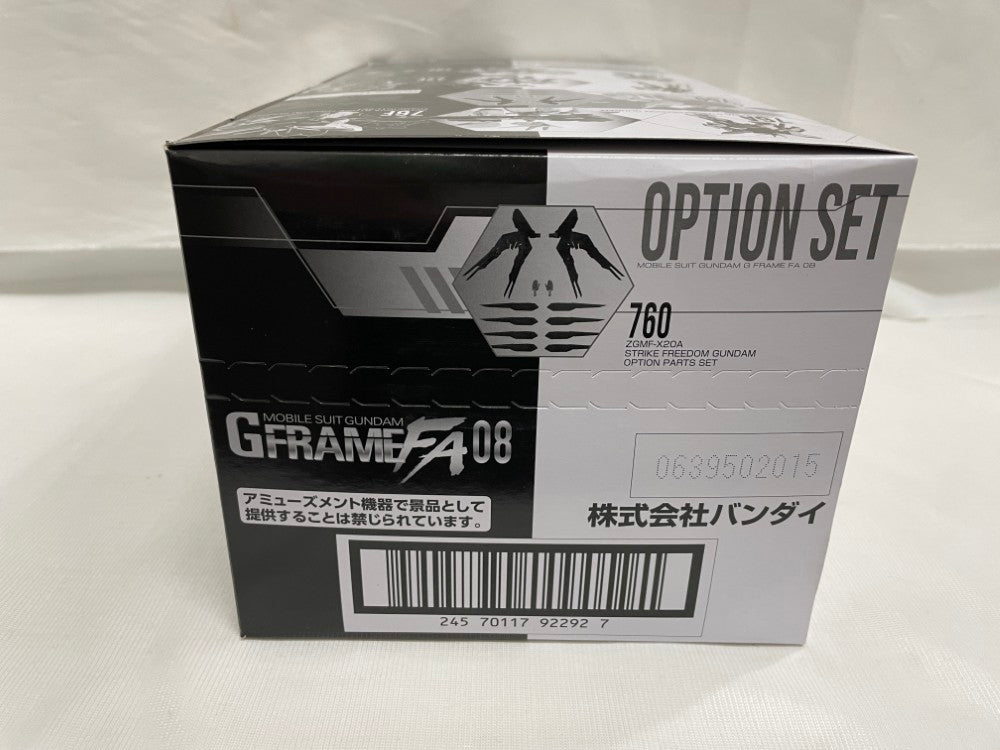 76F
OPTION SET
MOBILE SUIT GUNDAM G FRAME FA 08
760
ZGMF-X20A
STRIKE FREEDOM GUNDAM
OPTION PARTS SET
MOBILE SUIT GUNDAM
GFRAMEFA08
0639502015
アミューズメント機器で景品として
提供することは禁じられています。
株式会社バンダイ
245 70117 92292 7